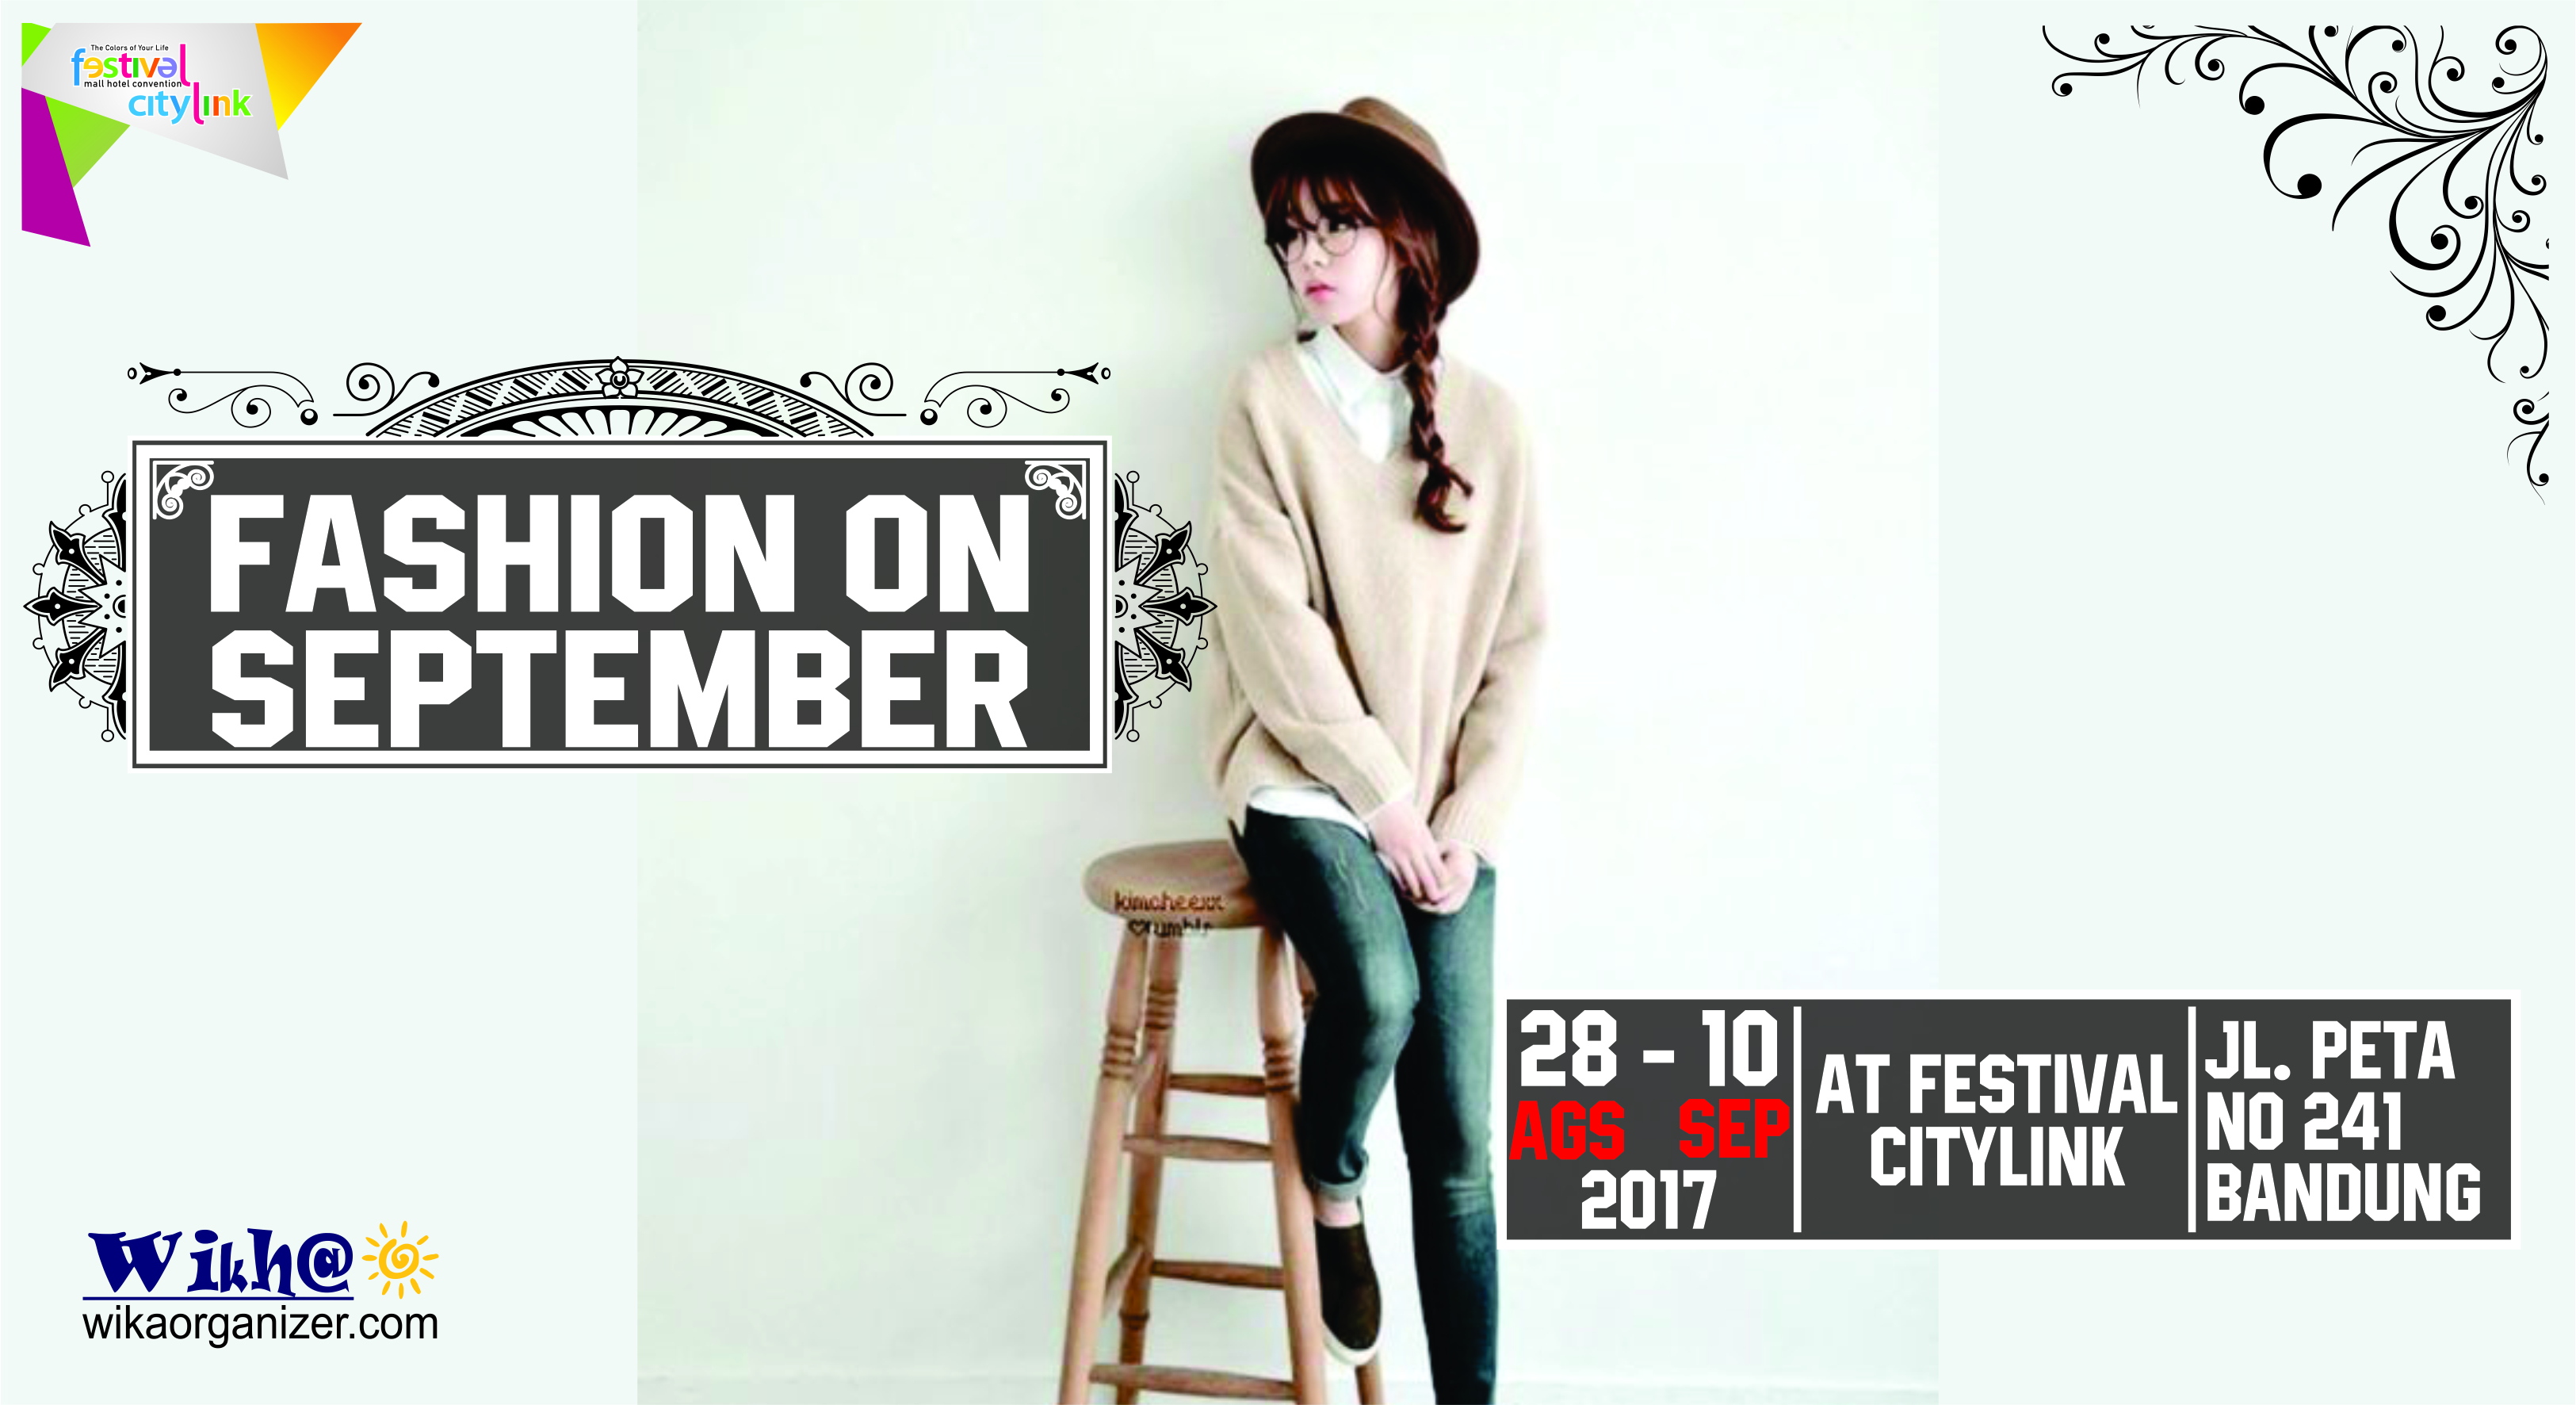 The Colors of Your Life
festival
mall hotel convention
citylink
FASHION ON
SEPTEMBER
28 - 10
AGS SEP
2017
AT FESTIVAL
CITYLINK
JL. PETA
NO 241
BANDUNG
Wikh@
wikaorganizer.com